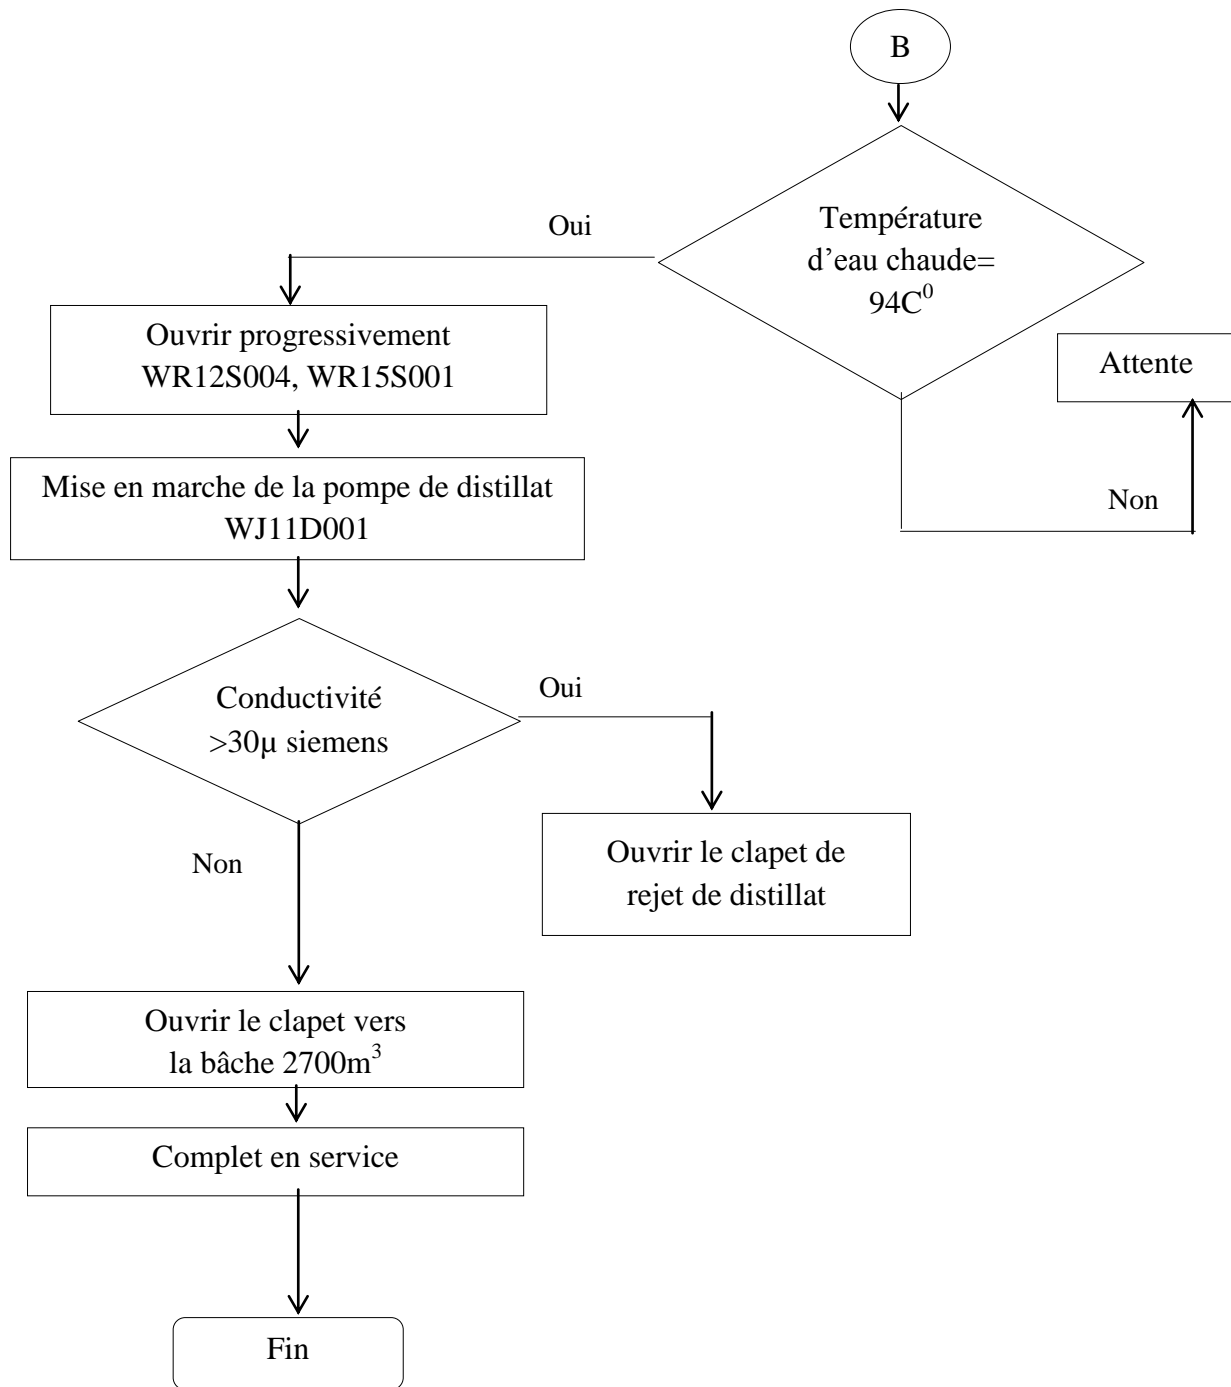 B
Température
d'eau chaude=
94C⁰
Oui
Ouvrir progressivement
WR12S004, WR15S001
Attente
Non
Mise en marche de la pompe de distillat
WJ11D001
Conductivité
>30µ siemens
Oui
Non
Ouvrir le clapet de
rejet de distillat
Ouvrir le clapet vers
la bâche 2700m³
Complet en service
Fin